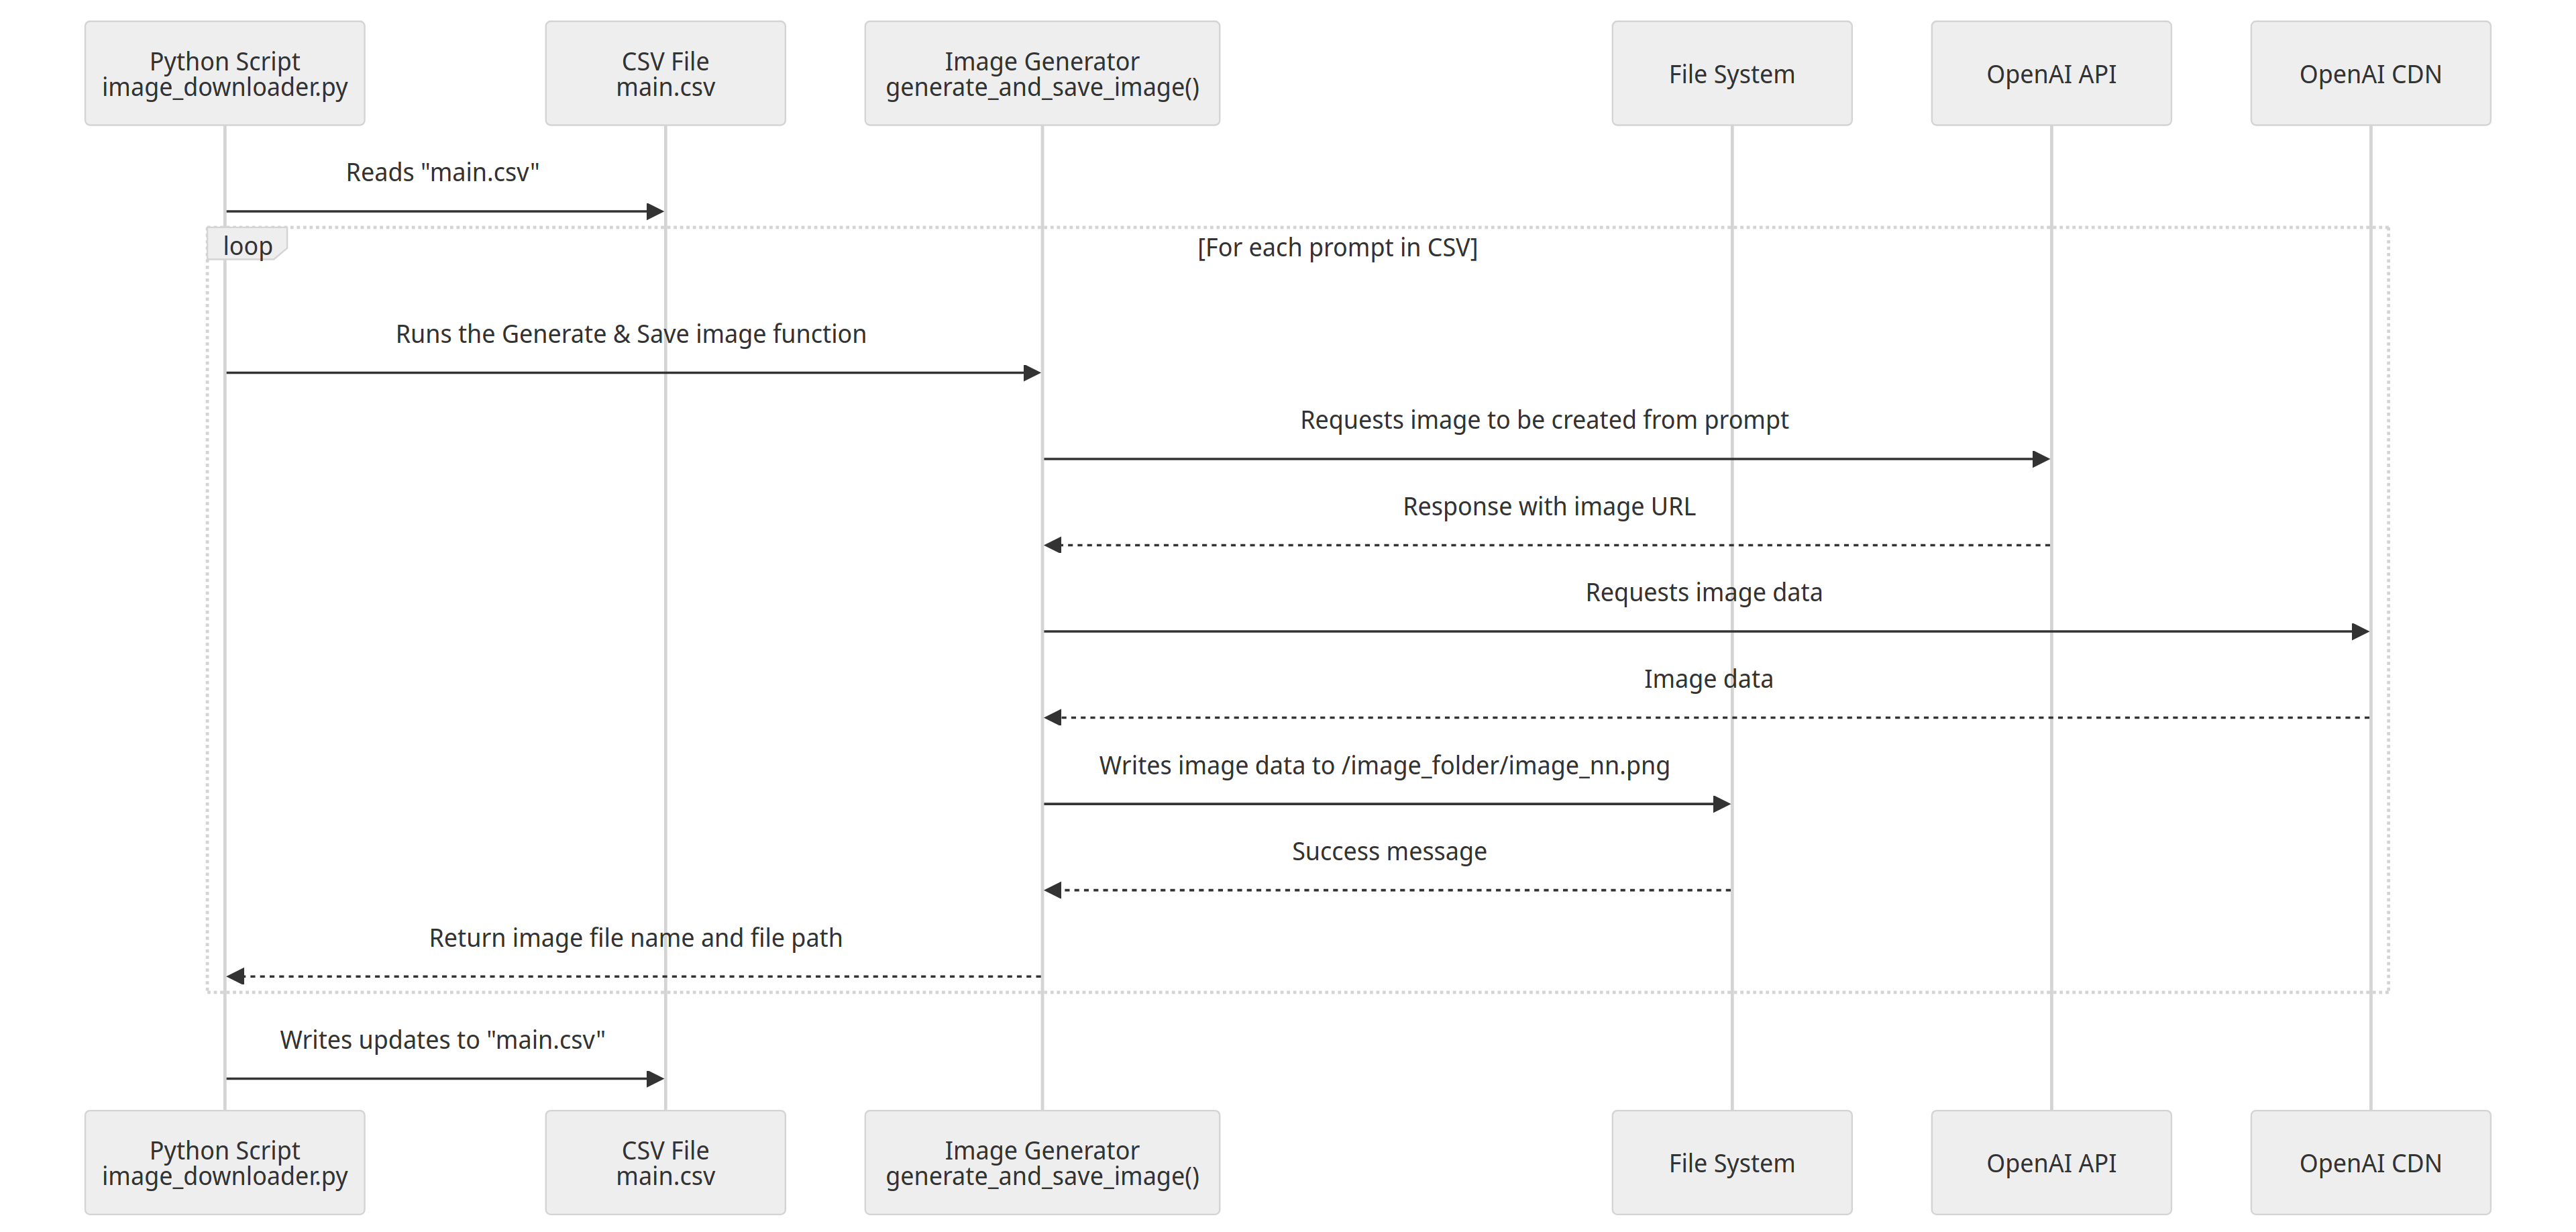 Python Script
image_downloader.py
CSV File
main.csv
Image Generator
generate_and_save_image()
File System
OpenAI API
OpenAI CDN
Reads "main.csv"
loop
[For each prompt in CSV]
Runs the Generate & Save image function
Requests image to be created from prompt
Response with image URL
Requests image data
Image data
Writes image data to /image_folder/image_nn.png
Success message
Return image file name and file path
Writes updates to "main.csv"
Python Script
image_downloader.py
CSV File
main.csv
Image Generator
generate_and_save_image()
File System
OpenAI API
OpenAI CDN